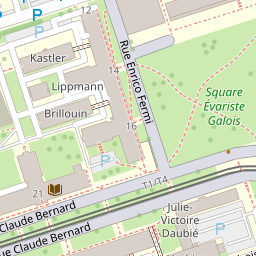 P
12
P
Kastler
14
Rue Enrico Fermi
Lippmann
Brillouin
Square
Évariste
Galois
16
P
21
T1/T4
Claude Bernard
Julie-
Victoire
Daubié
ue Claude Bernard
P